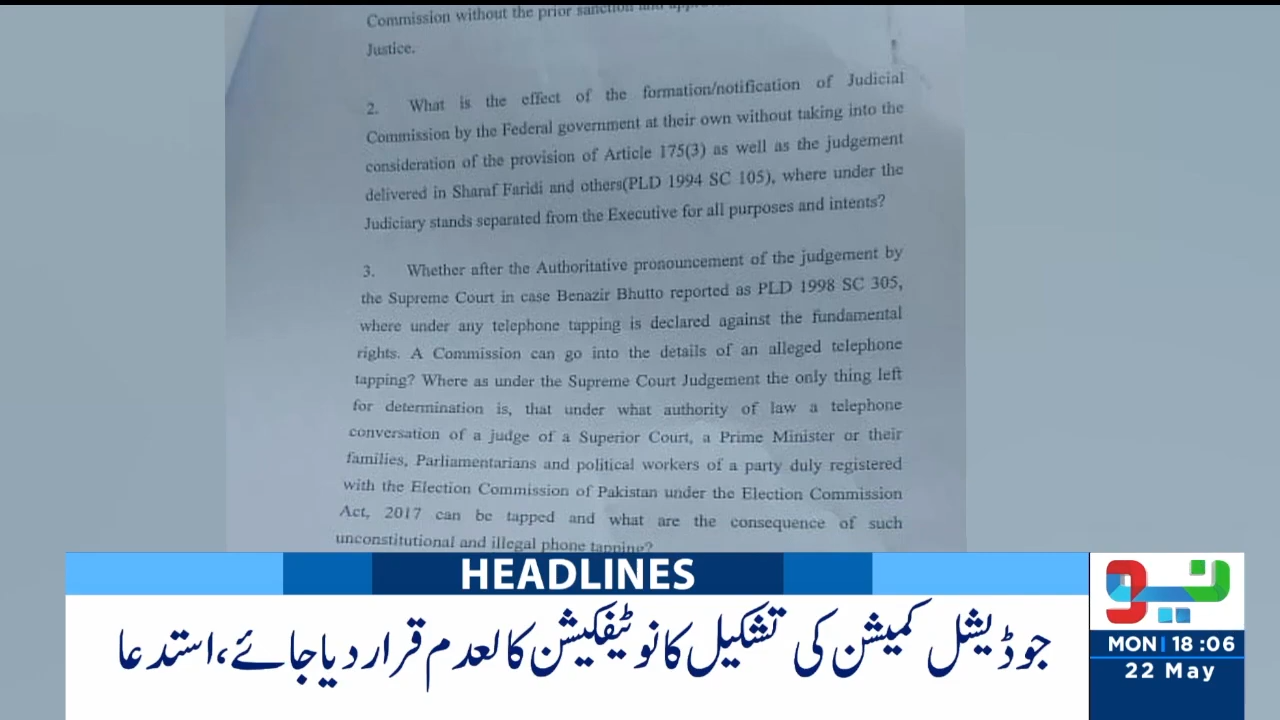 Commission without the prior sanction and
Justice.
2. What is the effect of the formation/notification of Judicial
Commission by the Federal government at their own without taking into the
consideration of the provision of Article 175(3) as well as the judgement
delivered in Sharaf Faridi and others(PLD 1994 SC 105), where under the
Judiciary stands separated from the Executive for all purposes and intents?
3. Whether after the Authoritative pronouncement of the judgement by
the Supreme Court in case Benazir Bhutto reported as PLD 1998 SC 305,
where under any telephone tapping is declared against the fundamental
rights. A Commission can go into the details of an alleged telephone
tapping? Where as under the Supreme Court Judgement the only thing left
for determination is, that under what authority of law a telephone
conversation of a judge of a Superior Court, a Prime Minister or their
families, Parliamentarians and political workers of a party duly registered
with the Election Commission of Pakistan under the Election Commission
Act, 2017 can be tapped and what are the consequence of such
unconstitutional and illegal phone tapping?
HEADLINES
جوڈیشل کمیشن کی تشکیل کا نوٹیفکیشن کالعدم قرار دیا جائے، استدعا
نیو
MON 18:06
22 May